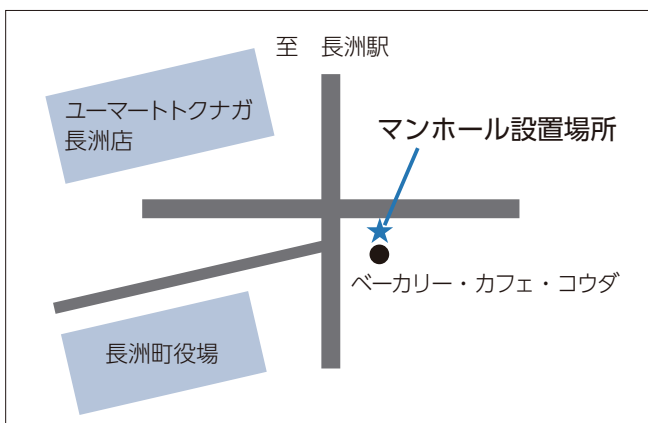 至　長洲駅
ユーマートトクナガ
長洲店
マンホール設置場所
ベーカリー・カフェ・コウダ
長洲町役場